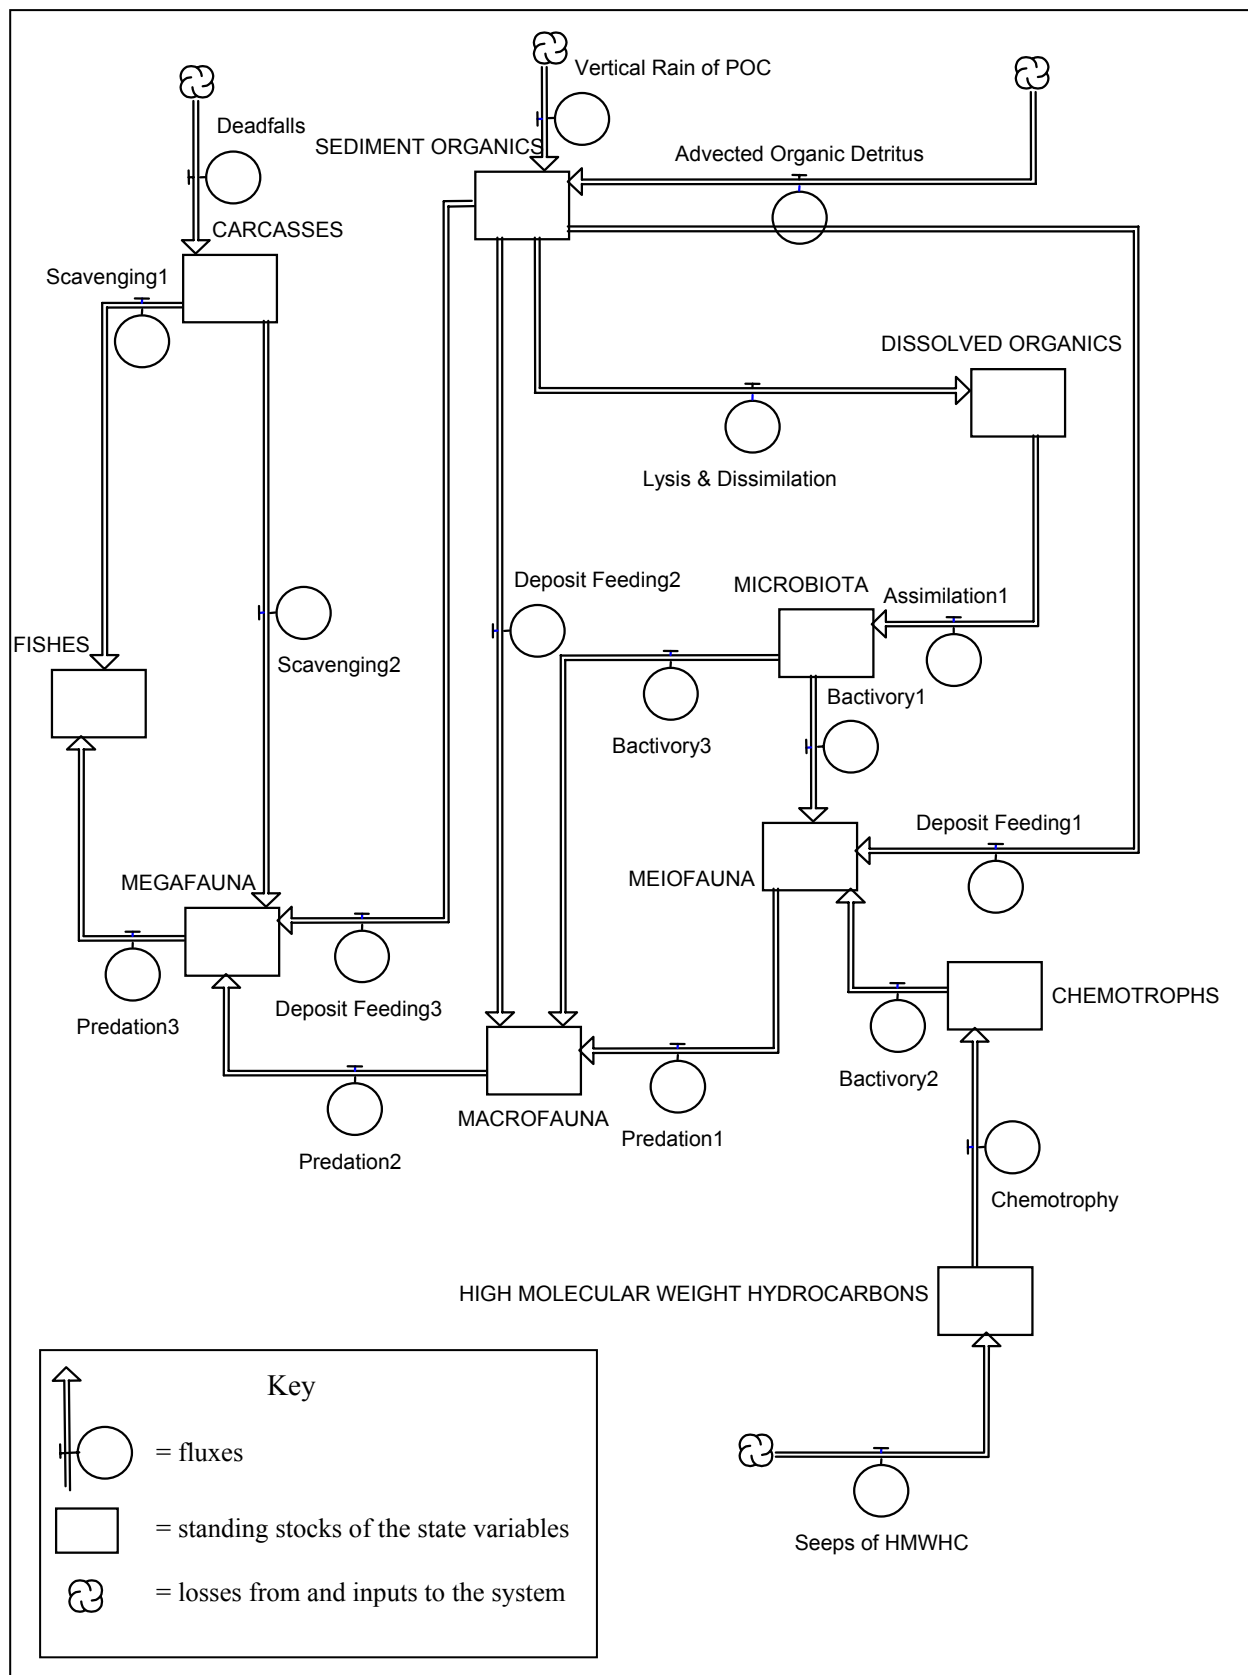 Vertical Rain of POC
Deadfalls
SEDIMENT ORGANICS
Advected Organic Detritus
CARCASSES
Scavenging1
DISSOLVED ORGANICS
Lysis & Dissimilation
Deposit Feeding2
MICROBIOTA
Assimilation1
FISHES
Scavenging2
Bactivory1
Bactivory3
Deposit Feeding1
MEGAFAUNA
MEIOFAUNA
CHEMOTROPHS
Deposit Feeding3
Predation3
Bactivory2
MACROFAUNA
Predation1
Predation2
Chemotrophy
HIGH MOLECULAR WEIGHT HYDROCARBONS
Seeps of HMWHC
Key
= fluxes
= standing stocks of the state variables
= losses from and inputs to the system